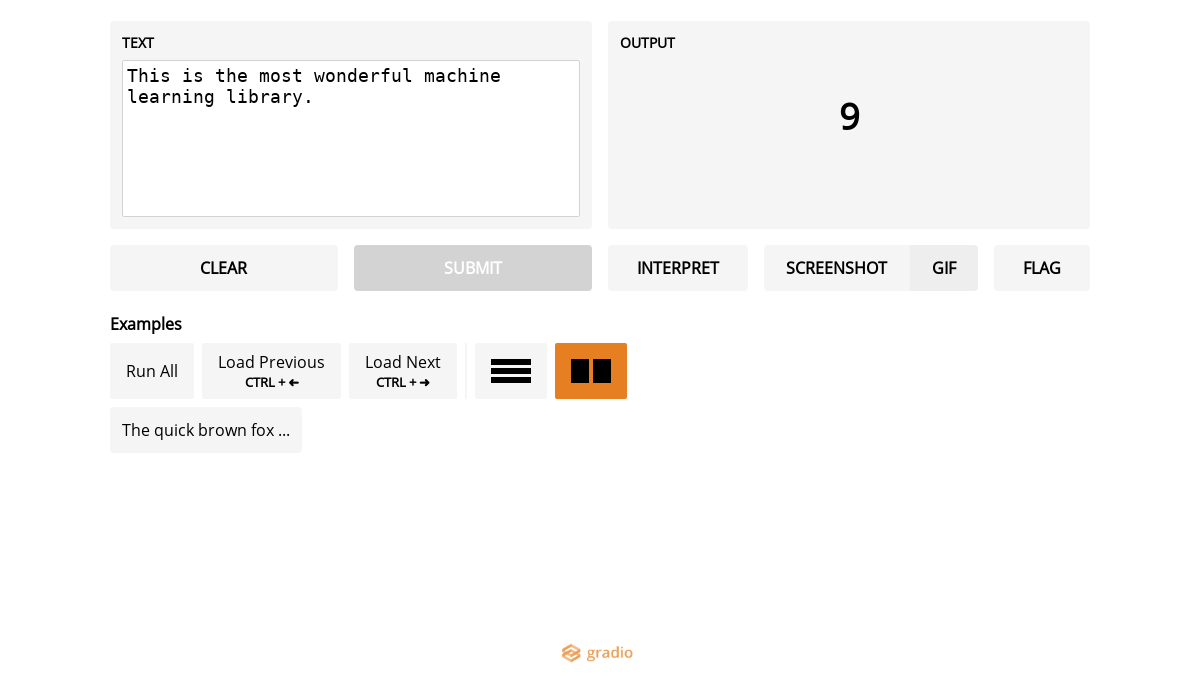 TEXT
This is the most wonderful machine
learning library.
OUTPUT
9
CLEAR
SUBMIT
INTERPRET
SCREENSHOT
GIF
FLAG
Examples
Run All
Load Previous
CTRL + ←
Load Next
CTRL + →
The quick brown fox ...
gradio